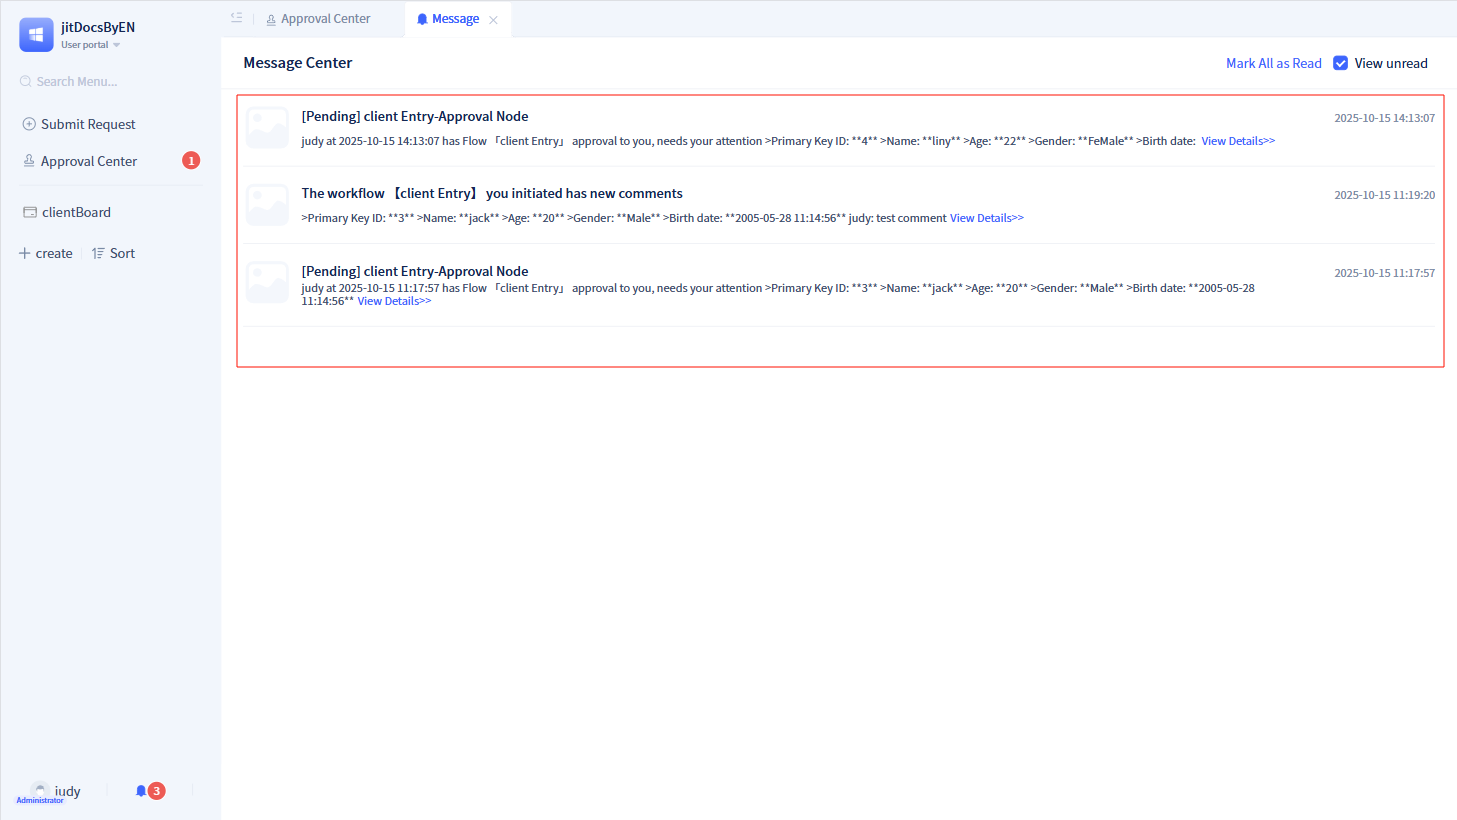 jitDocsByEN
User portal
Search Menu...
Submit Request
Approval Center 1
clientBoard
create Sort
judy
Administrator
3
Approval Center
Message
Message Center
Mark All as Read
View unread
[Pending] client Entry-Approval Node
2025-10-15 14:13:07
judy at 2025-10-15 14:13:07 has Flow 「client Entry」 approval to you, needs your attention >Primary Key ID: **4** >Name: **liny** >Age: **22** >Gender: **FeMale** >Birth date: View Details>>
The workflow 【client Entry】 you initiated has new comments
2025-10-15 11:19:20
>Primary Key ID: **3** >Name: **jack** >Age: **20** >Gender: **Male** >Birth date: **2005-05-28 11:14:56** judy: test comment View Details>>
[Pending] client Entry-Approval Node
2025-10-15 11:17:57
judy at 2025-10-15 11:17:57 has Flow 「client Entry」 approval to you, needs your attention >Primary Key ID: **3** >Name: **jack** >Age: **20** >Gender: **Male** >Birth date: **2005-05-28
11:14:56** View Details>>